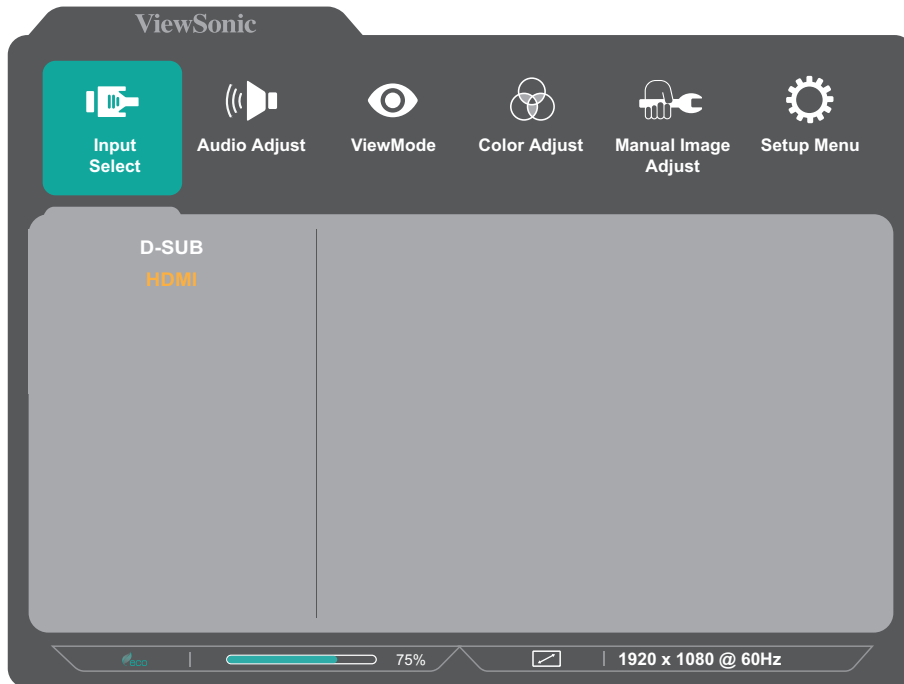 ViewSonic
Input
Select
Audio Adjust
ViewMode
Color Adjust
Manual Image
Adjust
Setup Menu
D-SUB
HDMI
eco
75%
1920 x 1080 @ 60Hz